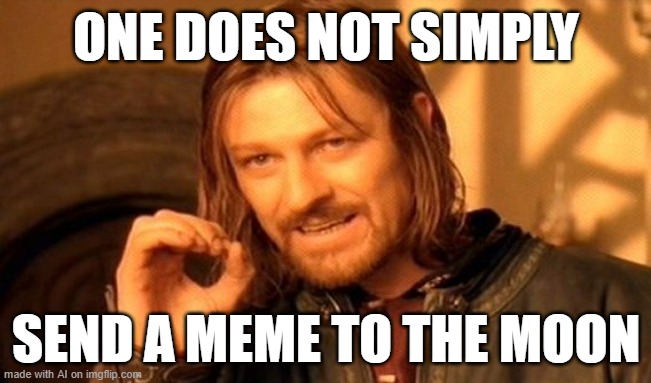 ONE DOES NOT SIMPLY
SEND A MEME TO THE MOON
made with AI on imgflip.com